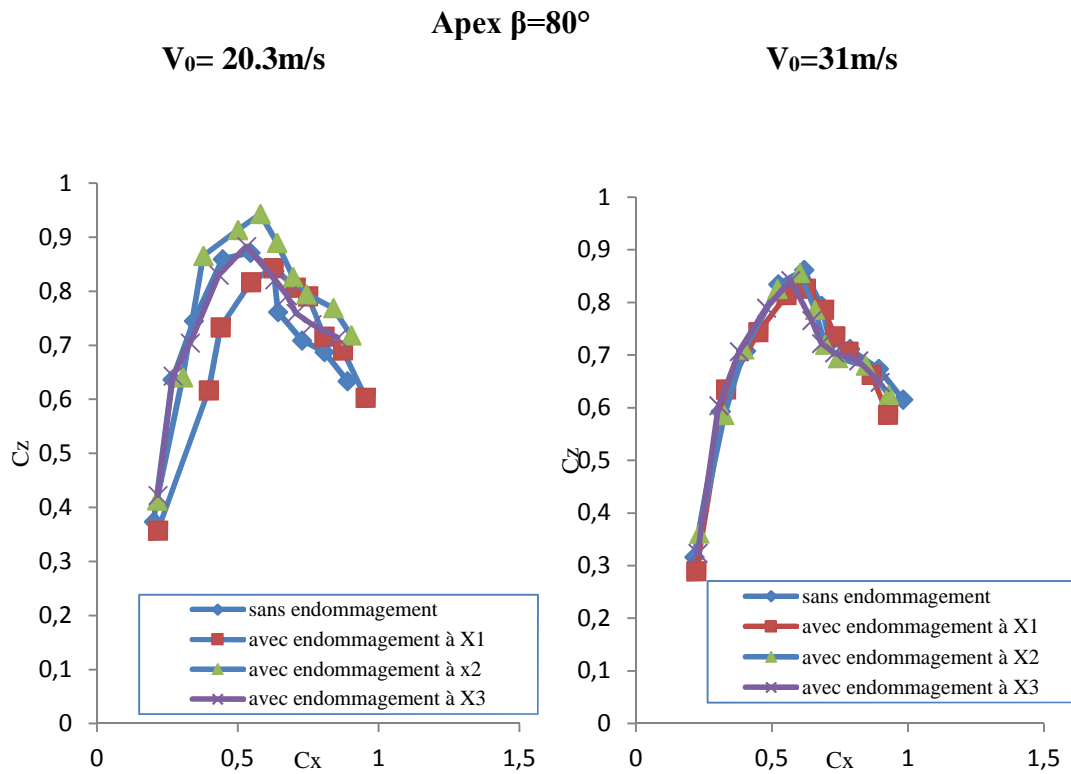 Apex β=80°
V₀= 20.3m/s
V₀=31m/s
1
0,9
0,8
0,7
0,6
0,5
0,4
0,3
0,2
0,1
0
Cz
sans endommagement
avec endommagement à X1
avec endommagement à x2
avec endommagement à X3
0
0,5
1
1,5
Cx
1
0,9
0,8
0,7
0,6
0,5
0,4
0,3
0,2
0,1
0
Cz
sans endommagement
avec endommagement à X1
avec endommagement à X2
avec endommagement à X3
0
0,5
1
1,5
Cx